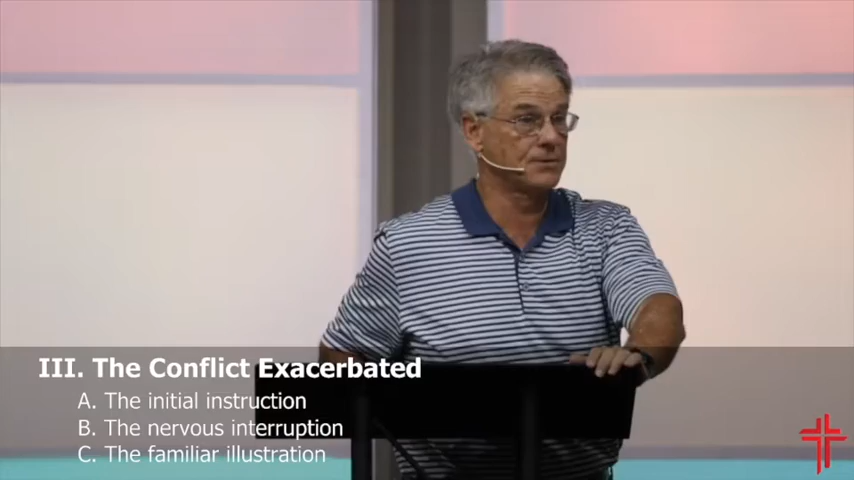 III. The Conflict Exacerbated
A. The initial instruction
B. The nervous interruption
C. The familiar illustration